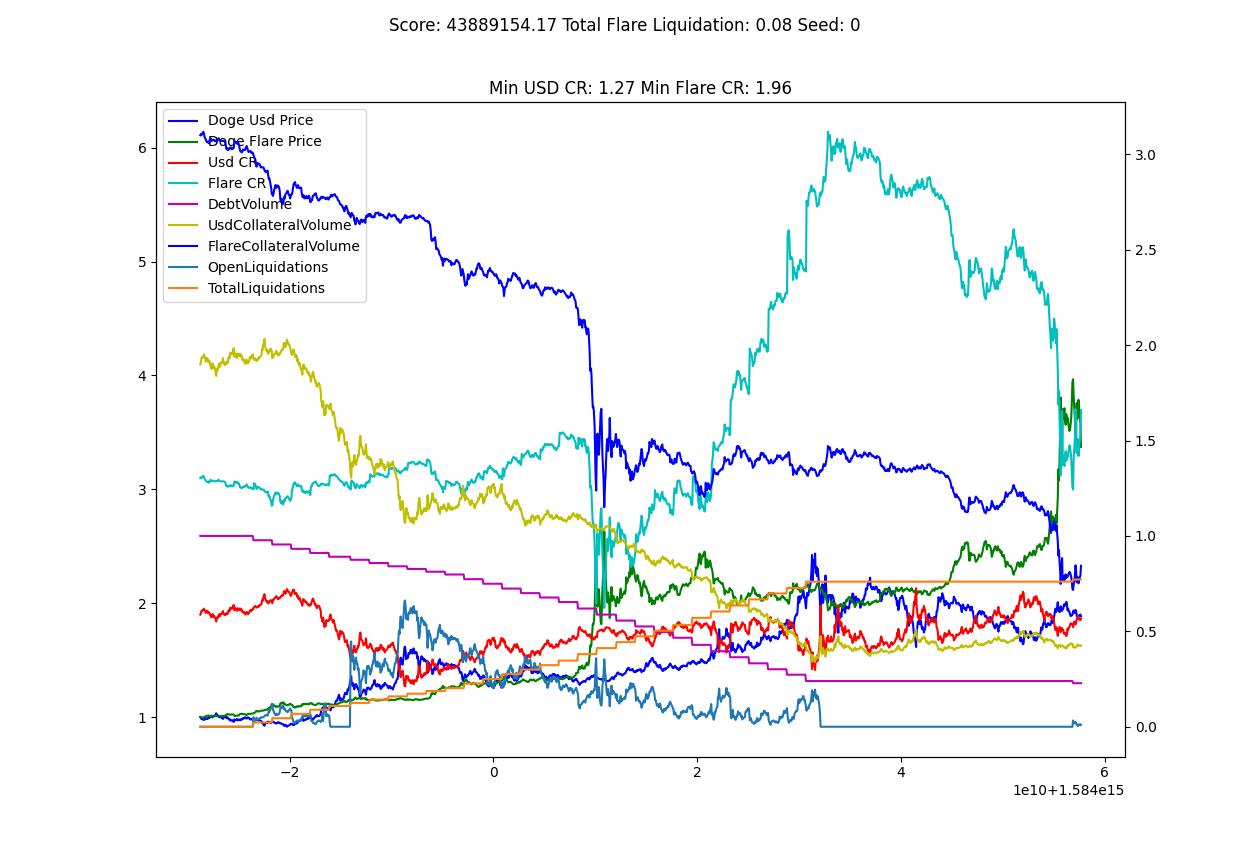 Score: 43889154.17 Total Flare Liquidation: 0.08 Seed: 0
Min USD CR: 1.27 Min Flare CR: 1.96
Doge Usd Price
Doge Flare Price
Usd CR
Flare CR
DebtVolume
UsdCollateralVolume
FlareCollateralVolume
OpenLiquidations
TotalLiquidations
6
5
4
3
2
1
3.0
2.5
2.0
1.5
1.0
0.5
0.0
−2
0
2
4
6
1e10+1.584e15